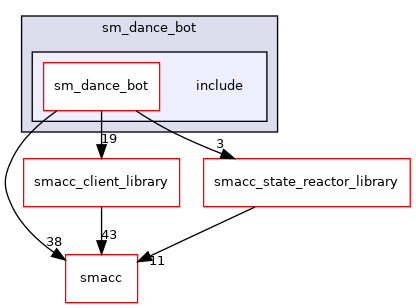 sm_dance_bot
sm_dance_bot include
19 3
smacc_client_library smacc_state_reactor_library
38 43 11
smacc